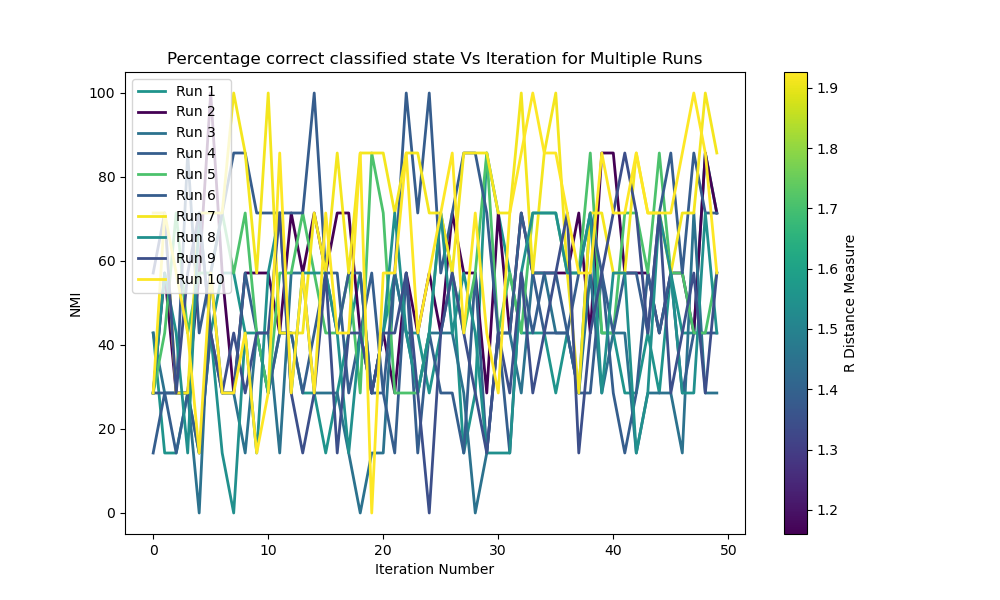 Percentage correct classified state Vs Iteration for Multiple Runs
NMI
100
80
60
40
20
0
Run 1
Run 2
Run 3
Run 4
Run 5
Run 6
Run 7
Run 8
Run 9
Run 10
0
10
20
30
40
50
Iteration Number
1.9
1.8
1.7
1.6
1.5
1.4
1.3
1.2
R Distance Measure